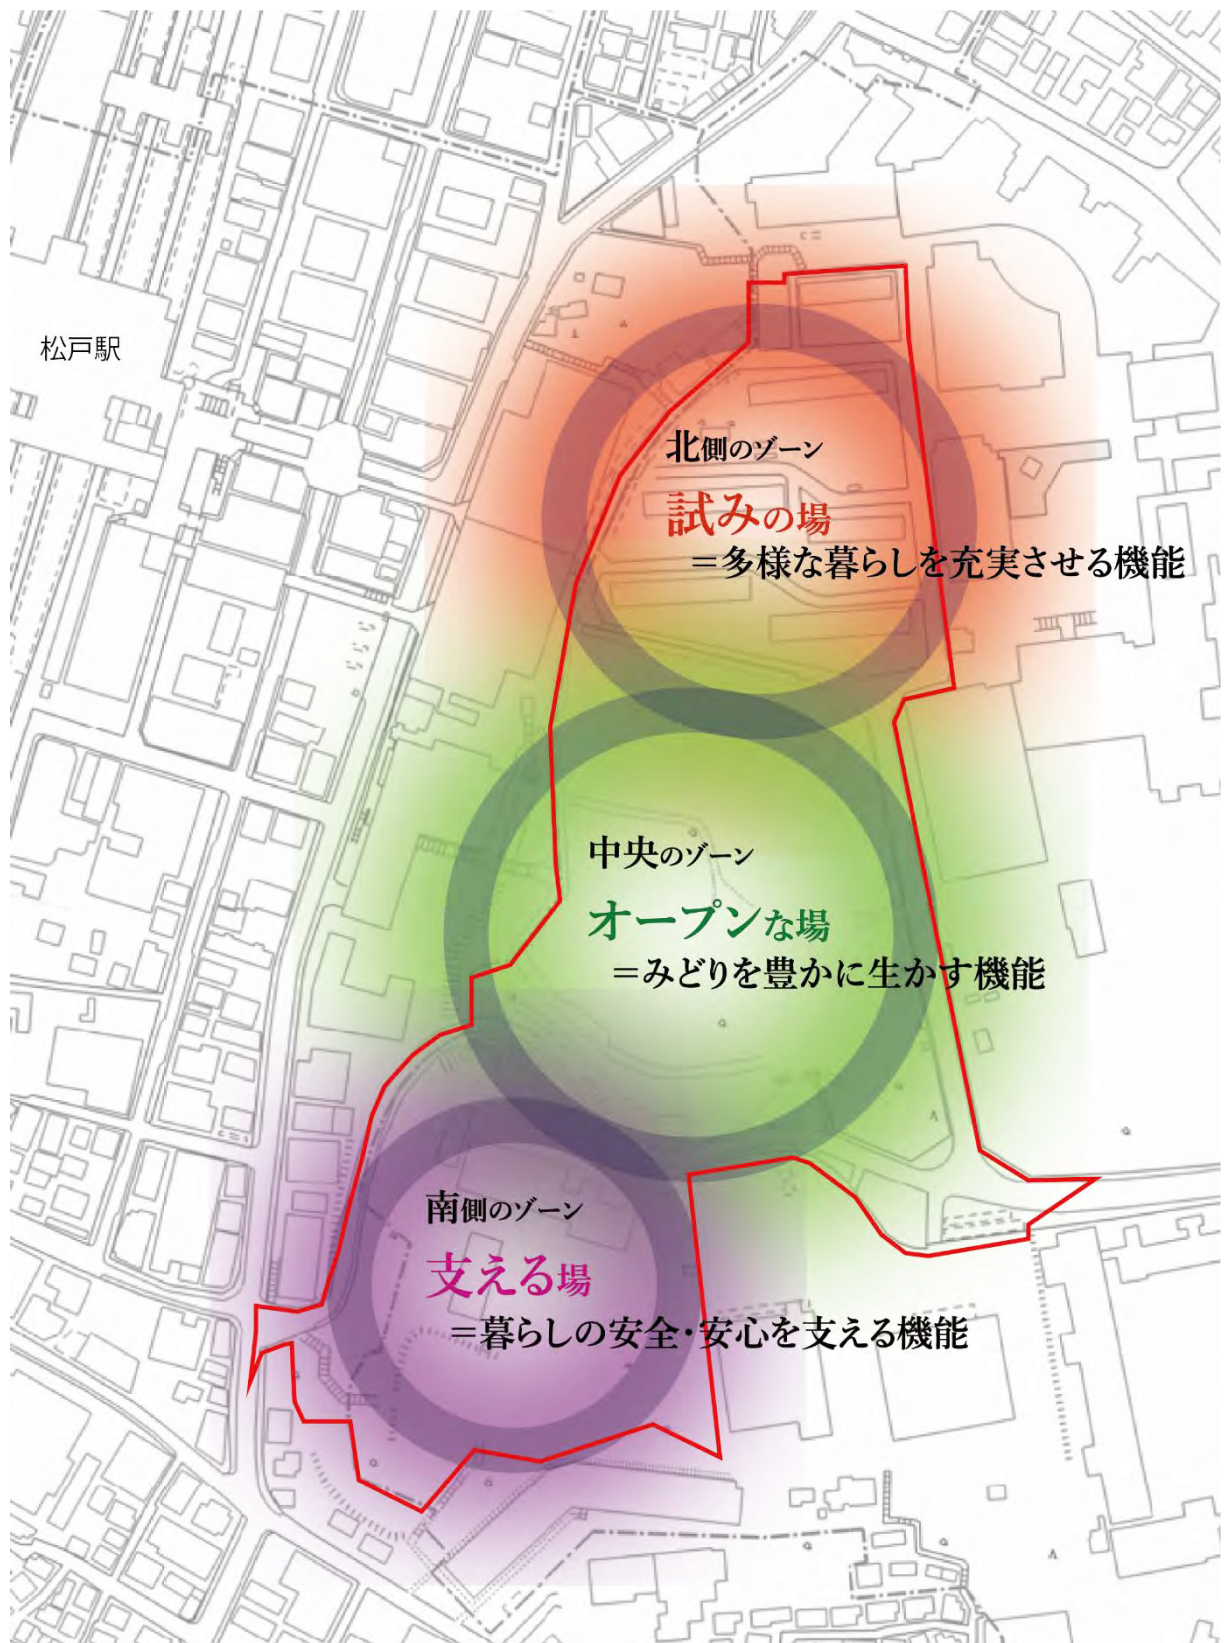 松戸駅
北側のゾーン
試みの場
=多様な暮らしを充実させる機能
中央のゾーン
オープンな場
=みどりを豊かに生かす機能
南側のゾーン
支える場
=暮らしの安全・安心を支える機能